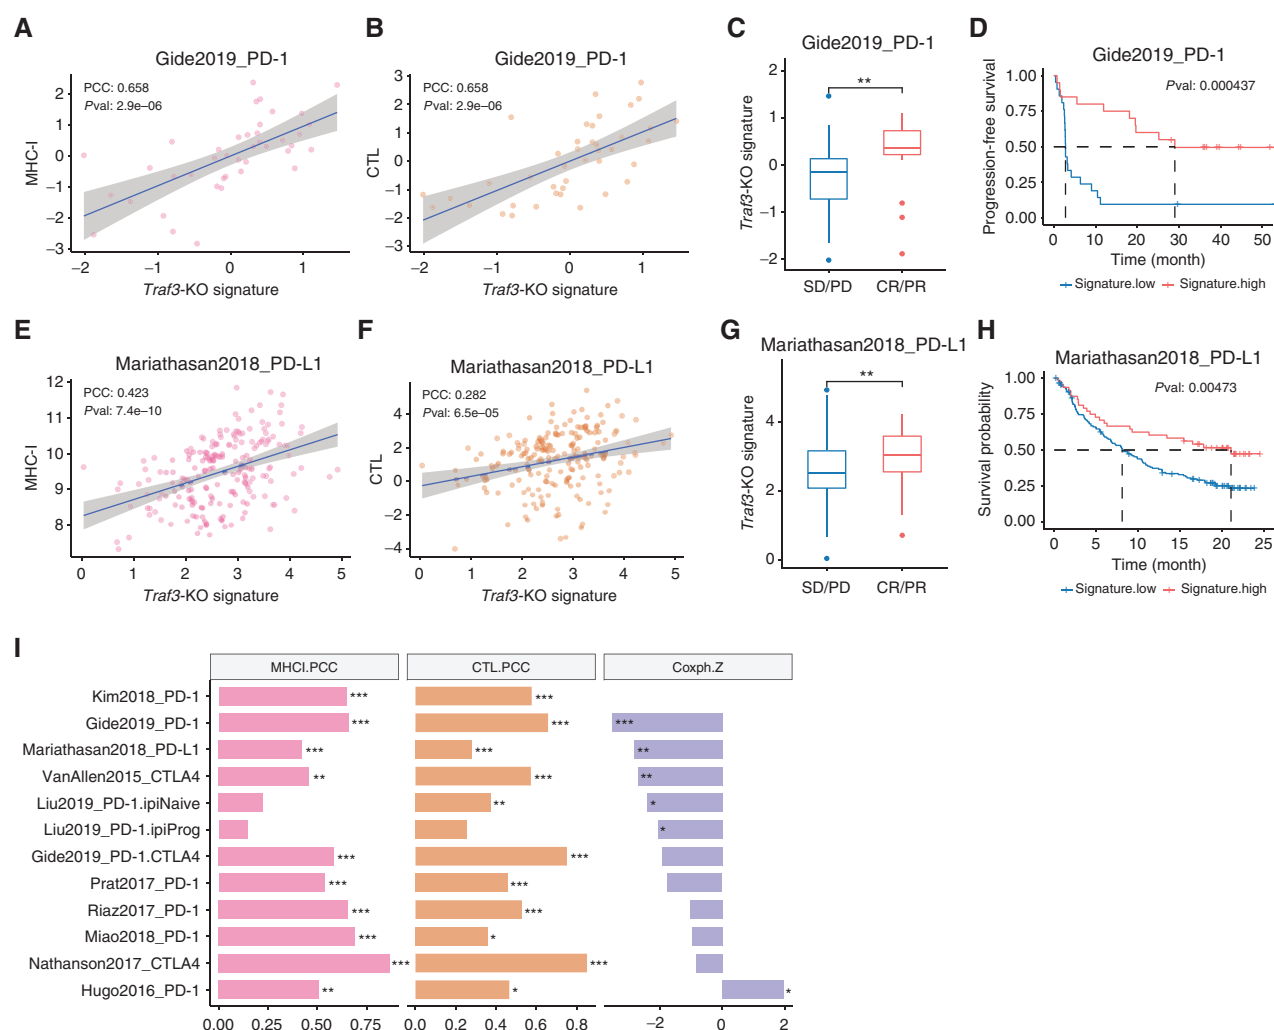 A
Gide2019_PD-1
PCC: 0.658
Pval: 2.9e–06
MHC-I
2
1
0
−1
−2
−3
−2
−1
0
1
Traf3-KO signature
B
Gide2019_PD-1
PCC: 0.658
Pval: 2.9e–06
CTL
3
2
1
0
−1
−2
−3
−2
−1
0
1
Traf3-KO signature
C
Gide2019_PD-1
**
Traf3-KO signature
2
1
0
−1
−2
SD/PD
CR/PR
D
Gide2019_PD-1
Pval: 0.000437
Progression-free survival
1.00
0.75
0.50
0.25
0.00
0
10
20
30
40
50
Time (month)
Signature.low
Signature.high
E
Mariathasan2018_PD-L1
PCC: 0.423
Pval: 7.4e–10
MHC-I
12
11
10
9
8
0
1
2
3
4
5
Traf3-KO signature
F
Mariathasan2018_PD-L1
PCC: 0.282
Pval: 6.5e–05
CTL
4
2
0
−2
−4
0
1
2
3
4
5
Traf3-KO signature
G
Mariathasan2018_PD-L1
**
Traf3-KO signature
4
2
0
SD/PD
CR/PR
H
Mariathasan2018_PD-L1
Pval: 0.00473
Survival probability
1.00
0.75
0.50
0.25
0.00
0
5
10
15
20
25
Time (month)
Signature.low
Signature.high
I
MHCI.PCC
CTL.PCC
Coxph.Z
Kim2018_PD-1
*** ***
Gide2019_PD-1
*** *** ***
Mariathasan2018_PD-L1
*** *** **
VanAllen2015_CTLA4
** *** **
Liu2019_PD-1.ipiNaive
** *
Liu2019_PD-1.ipiProg
*
Gide2019_PD-1.CTLA4
*** ***
Prat2017_PD-1
*** ***
Riaz2017_PD-1
*** ***
Miao2018_PD-1
*** *
Nathanson2017_CTLA4
*** ***
Hugo2016_PD-1
** * *
0.00 0.25 0.50 0.75
0.0 0.2 0.4 0.6 0.8
−2 0 2